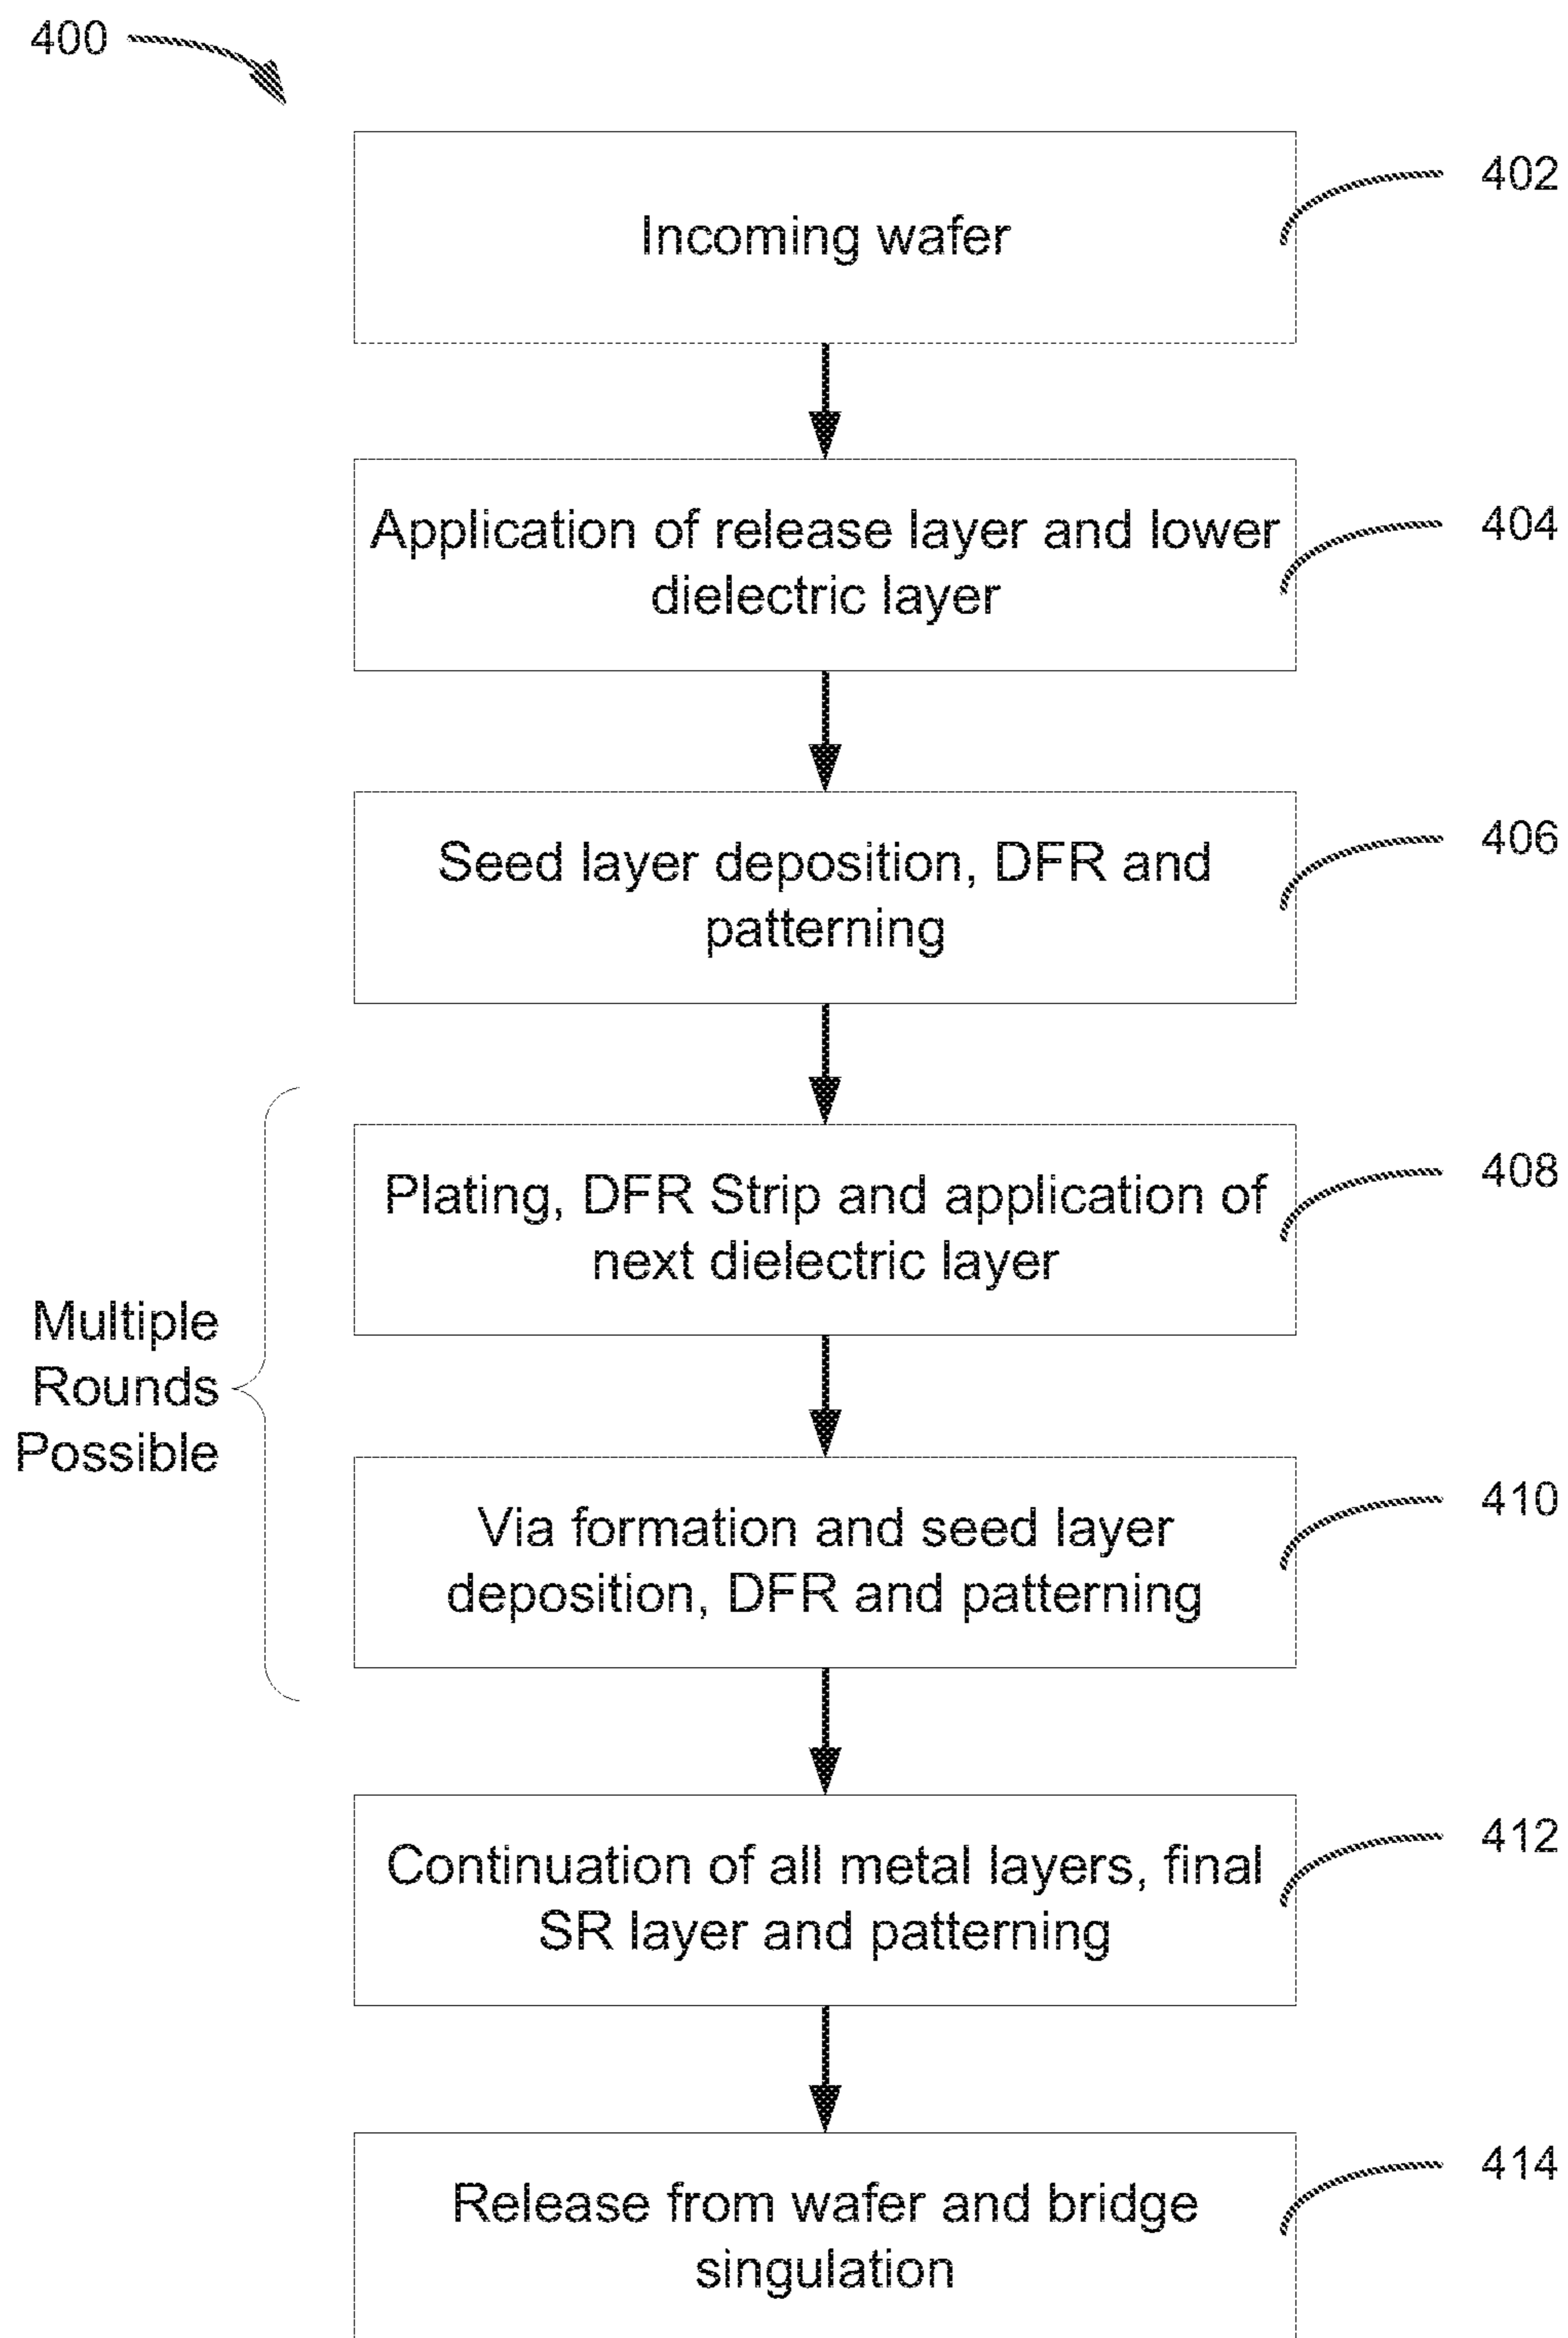 400
Incoming wafer
402
Application of release layer and lower
dielectric layer
404
Seed layer deposition, DFR and
patterning
406
Multiple
Rounds
Possible
Plating, DFR Strip and application of
next dielectric layer
408
Via formation and seed layer
deposition, DFR and patterning
410
Continuation of all metal layers, final
SR layer and patterning
412
Release from wafer and bridge
singulation
414